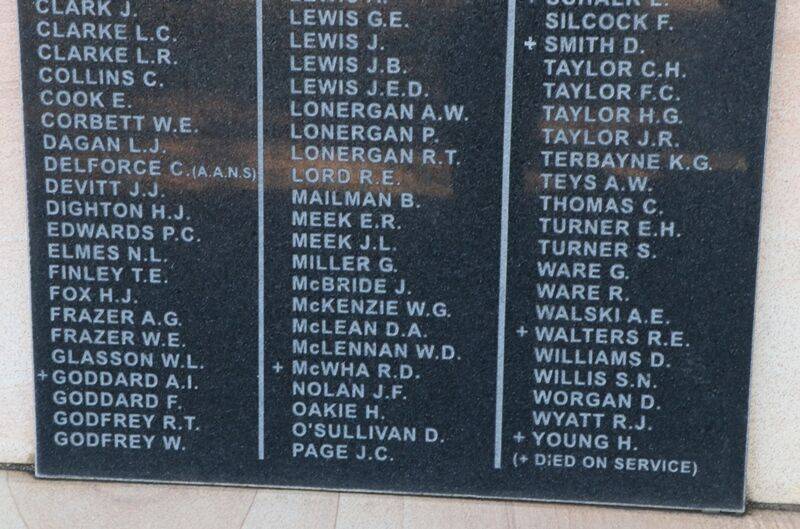 CLARK J.
CLARKE L.C.
CLARKE L.R.
COLLINS C.
COOK E.
CORBETT W.E.
DAGAN L.J.
DELFORCE C.(A.A.N.S)
DEVITT J.J.
DIGHTON H.J.
EDWARDS P.C.
ELMES N.L.
FINLEY T.E.
FOX H.J.
FRAZER A.G.
FRAZER W.E.
GLASSON W.L.
+ GODDARD A.I.
GODDARD F.
GODFREY R.T.
GODFREY W.
LEWIS G.E.
LEWIS J.
LEWIS J.B.
LEWIS J.E.D.
LONERGAN A.W.
LONERGAN P.
LONERGAN R.T.
LORD R.E.
MAILMAN B.
MEEK E.R.
MEEK J.L.
MILLER G.
McBRIDE J.
McKENZIE W.G.
McLEAN D.A.
McLENNAN W.D.
+ McWHA R.D.
NOLAN J.F.
OAKIE H.
O'SULLIVAN D.
PAGE J.C.
SILCOCK F.
+ SMITH D.
TAYLOR C.H.
TAYLOR F.C.
TAYLOR H.G.
TAYLOR J.R.
TERBAYNE K.G.
TEYS A.W.
THOMAS C.
TURNER E.H.
TURNER S.
WARE G.
WARE R.
WALSKI A.E.
+ WALTERS R.E.
WILLIAMS D.
WILLIS S.N.
WORGAN D.
WYATT R.J.
+ YOUNG H.
(+ DIED ON SERVICE)